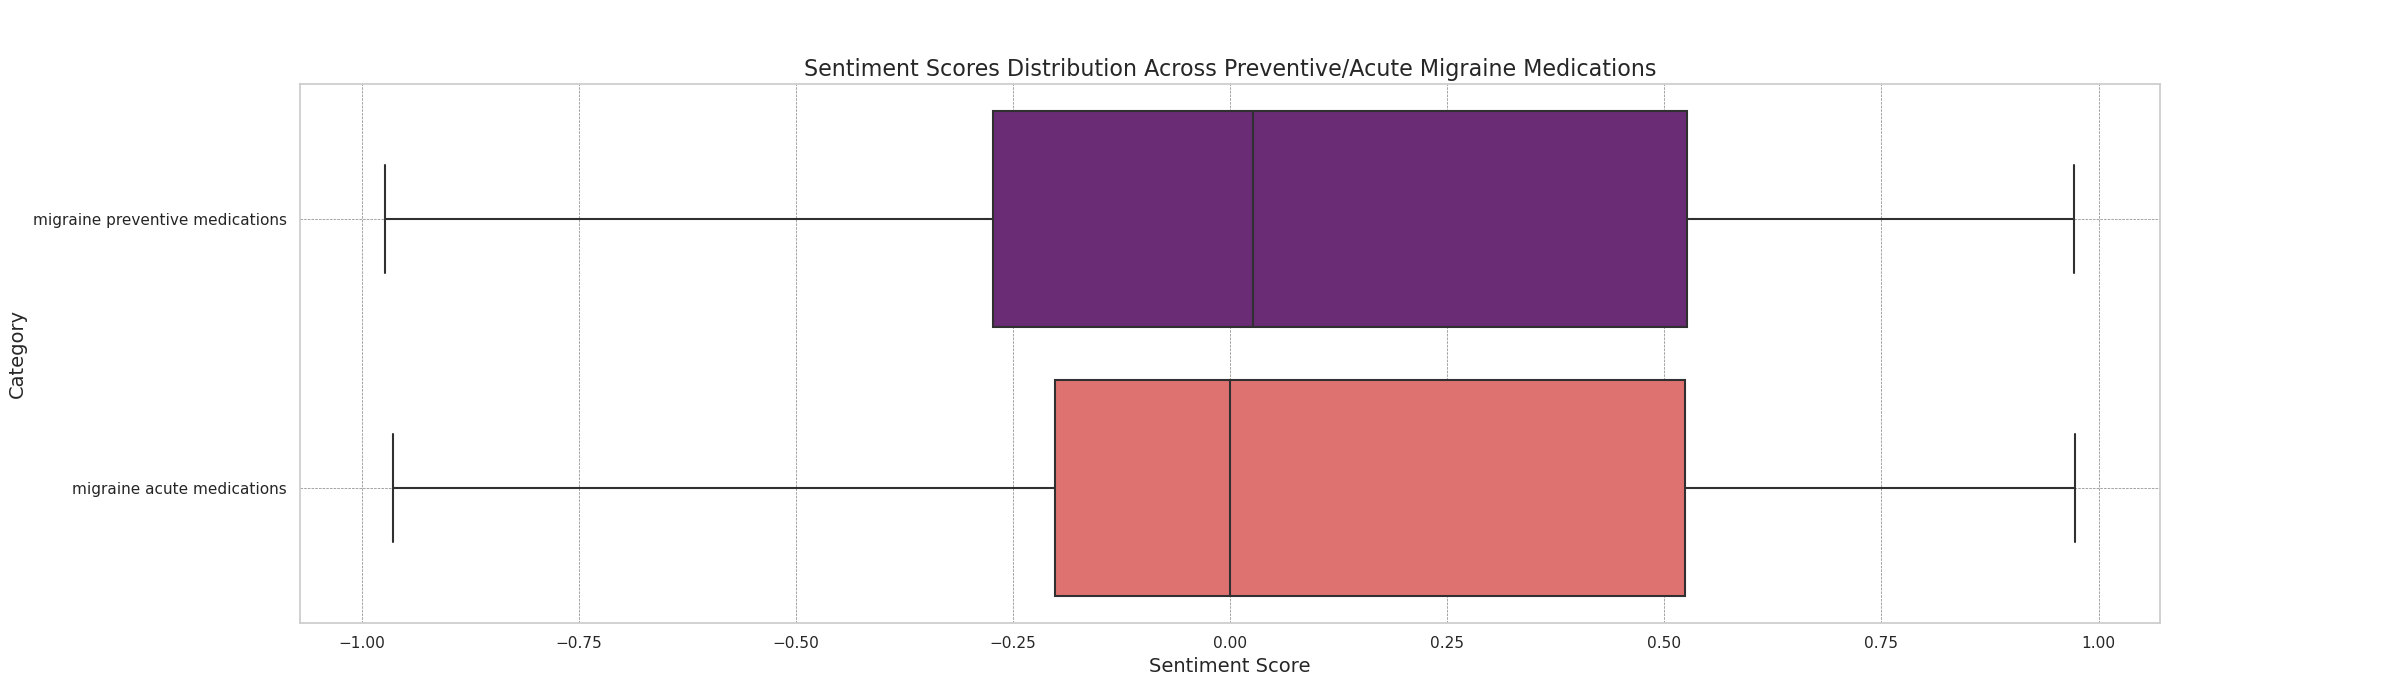 Sentiment Scores Distribution Across Preventive/Acute Migraine Medications
Category
migraine preventive medications
migraine acute medications
−1.00 −0.75 −0.50 −0.25 0.00 0.25 0.50 0.75 1.00
Sentiment Score